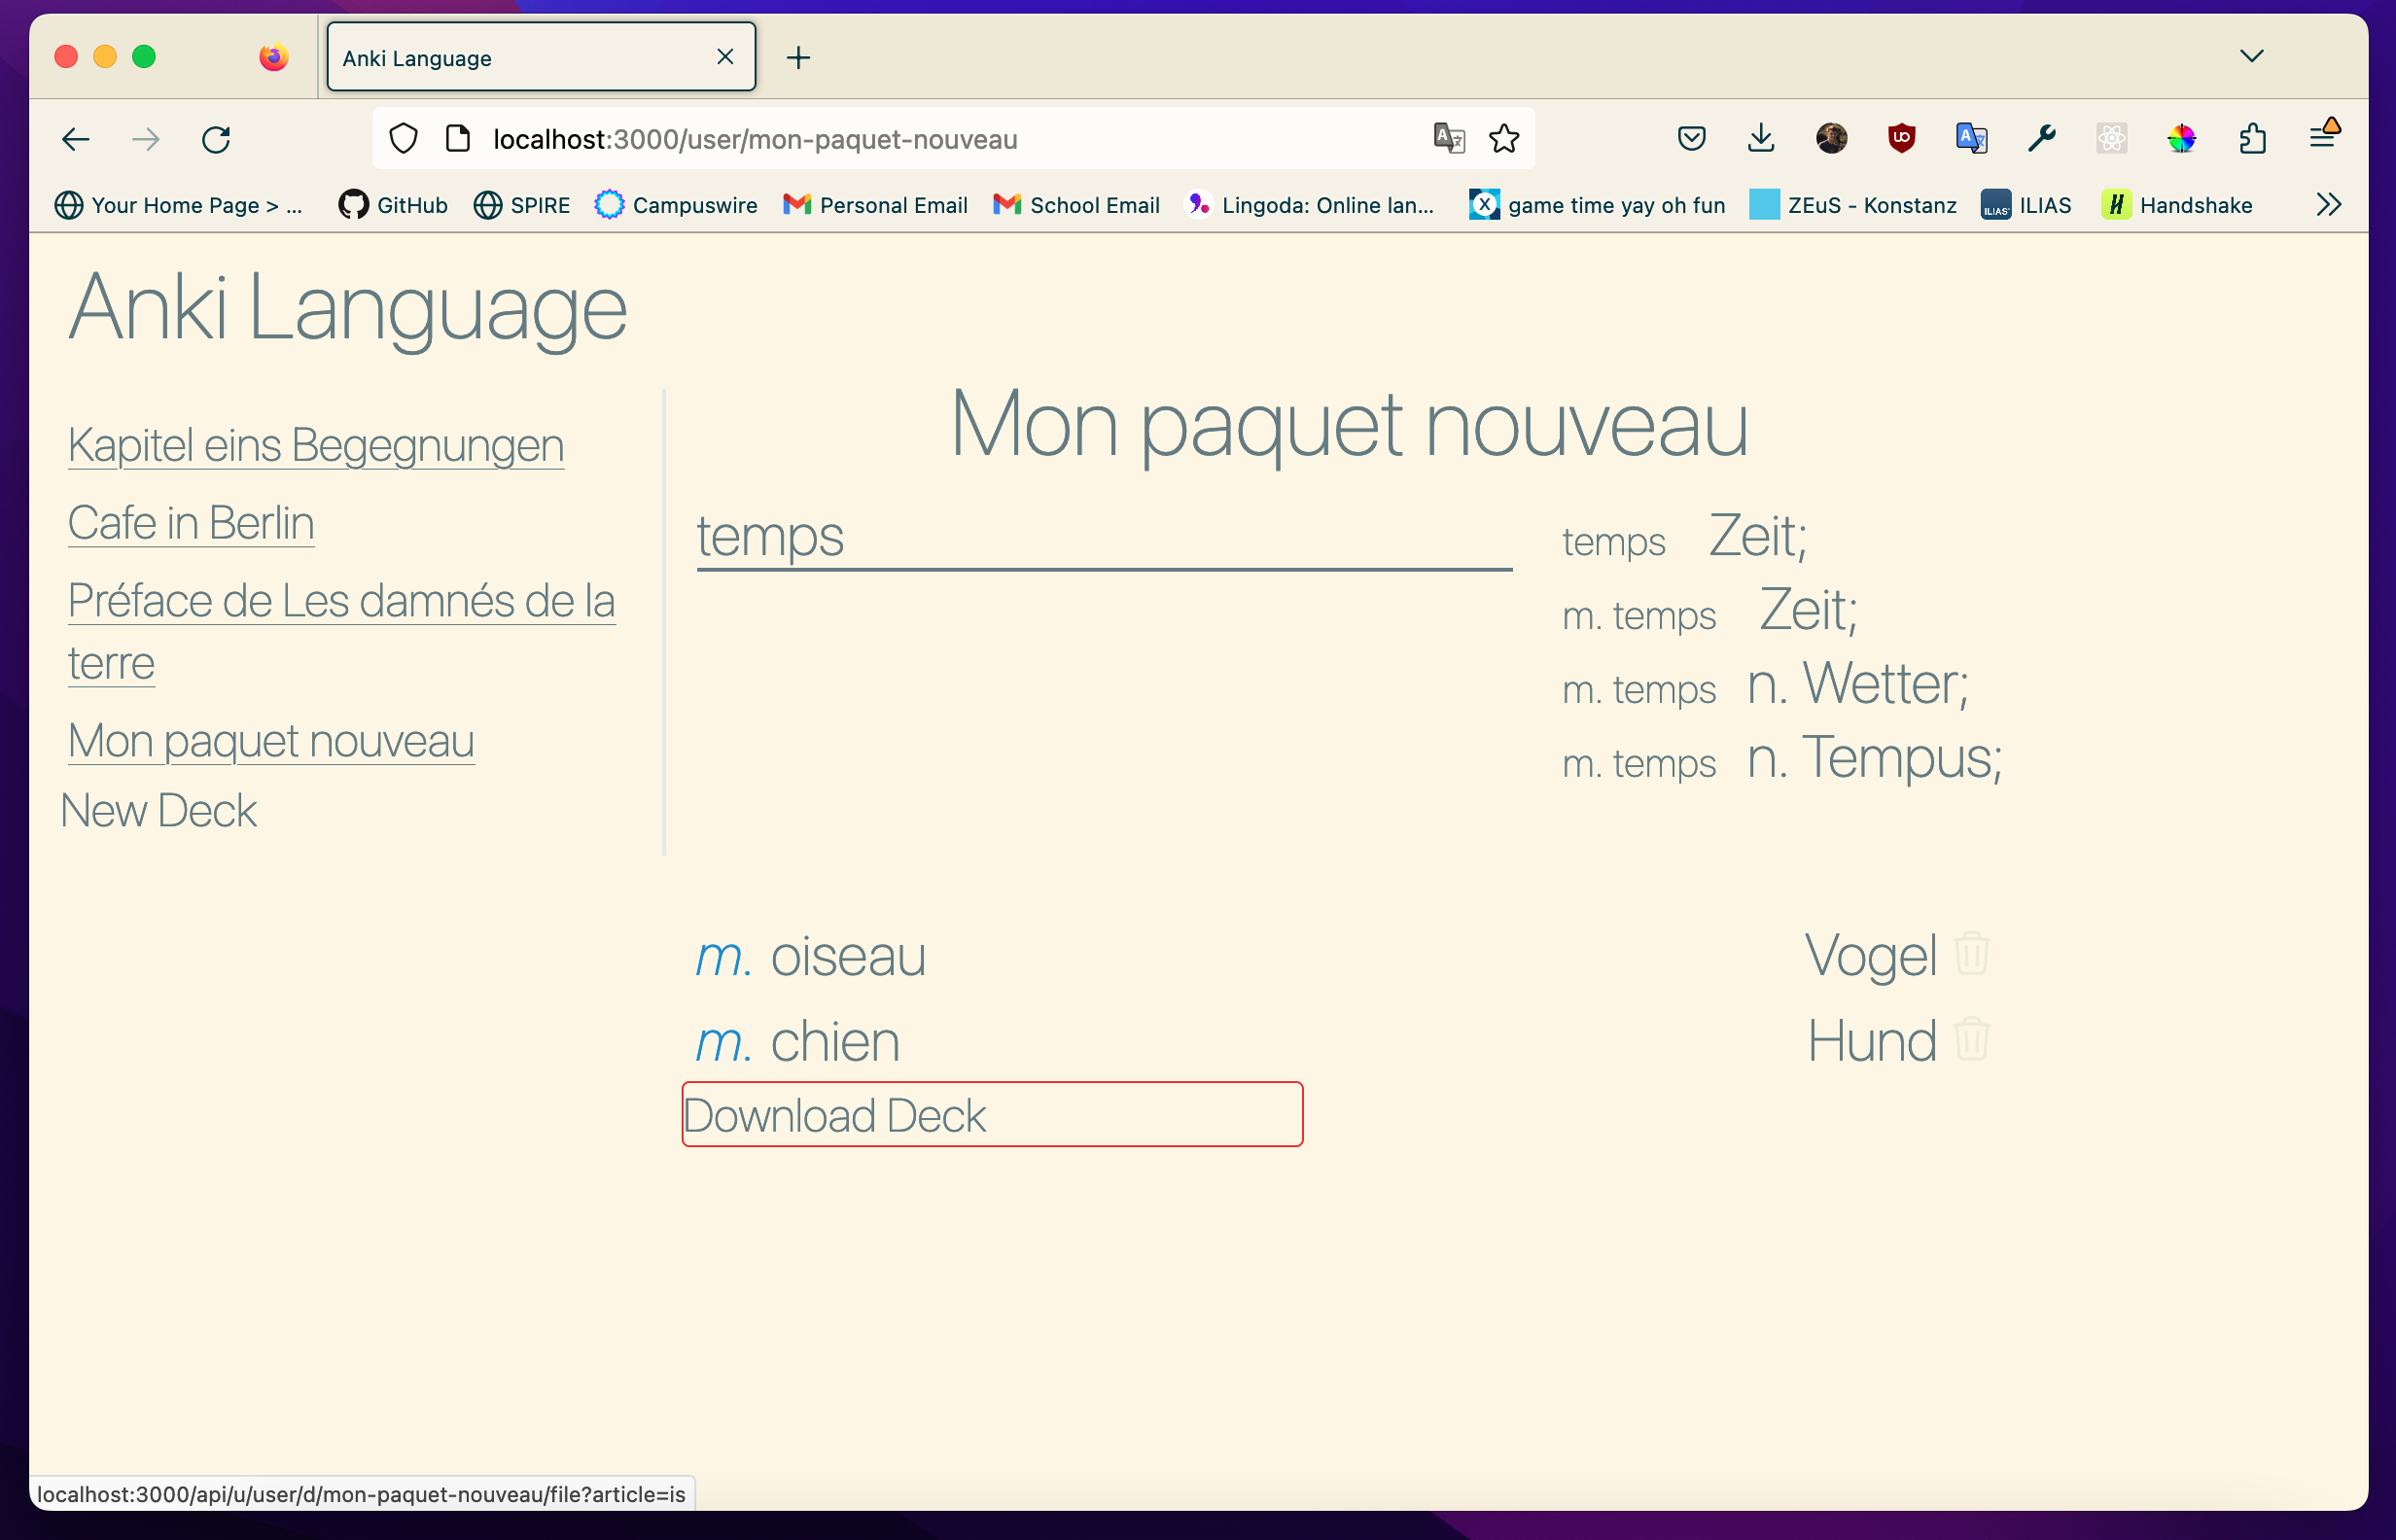 Anki Language
localhost:3000/user/mon-paquet-nouveau
Your Home Page > ... GitHub SPIRE Campuswire Personal Email School Email Lingoda: Online lan... game time yay oh fun ZEuS - Konstanz ILIAS Handshake
Anki Language
Kapitel eins Begegnungen
Cafe in Berlin
Préface de Les damnés de la
terre
Mon paquet nouveau
New Deck
Mon paquet nouveau
temps
temps Zeit;
m. temps Zeit;
m. temps n. Wetter;
m. temps n. Tempus;
m. oiseau Vogel
m. chien Hund
Download Deck
localhost:3000/api/u/user/d/mon-paquet-nouveau/file?article=is